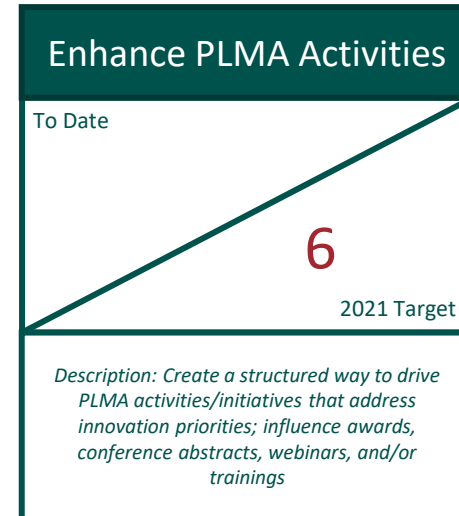 Enhance PLMA Activities
To Date
6
2021 Target
Description: Create a structured way to drive
PLMA activities/initiatives that address
innovation priorities; influence awards,
conference abstracts, webinars, and/or
trainings